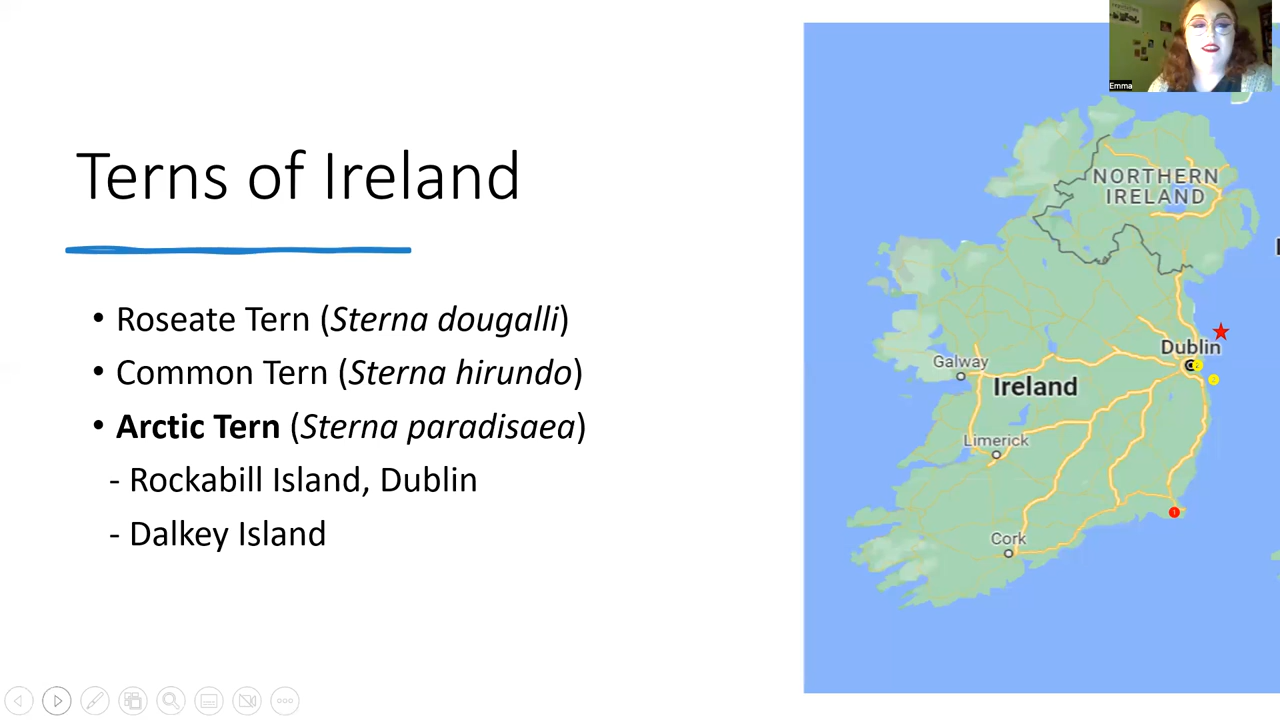 Emma
Terns of Ireland
• Roseate Tern (Sterna dougalli)
• Common Tern (Sterna hirundo)
• Arctic Tern (Sterna paradisaea)
- Rockabill Island, Dublin
- Dalkey Island
NORTHERN
IRELAND
Dublin
Galway
Ireland
Limerick
Cork
1